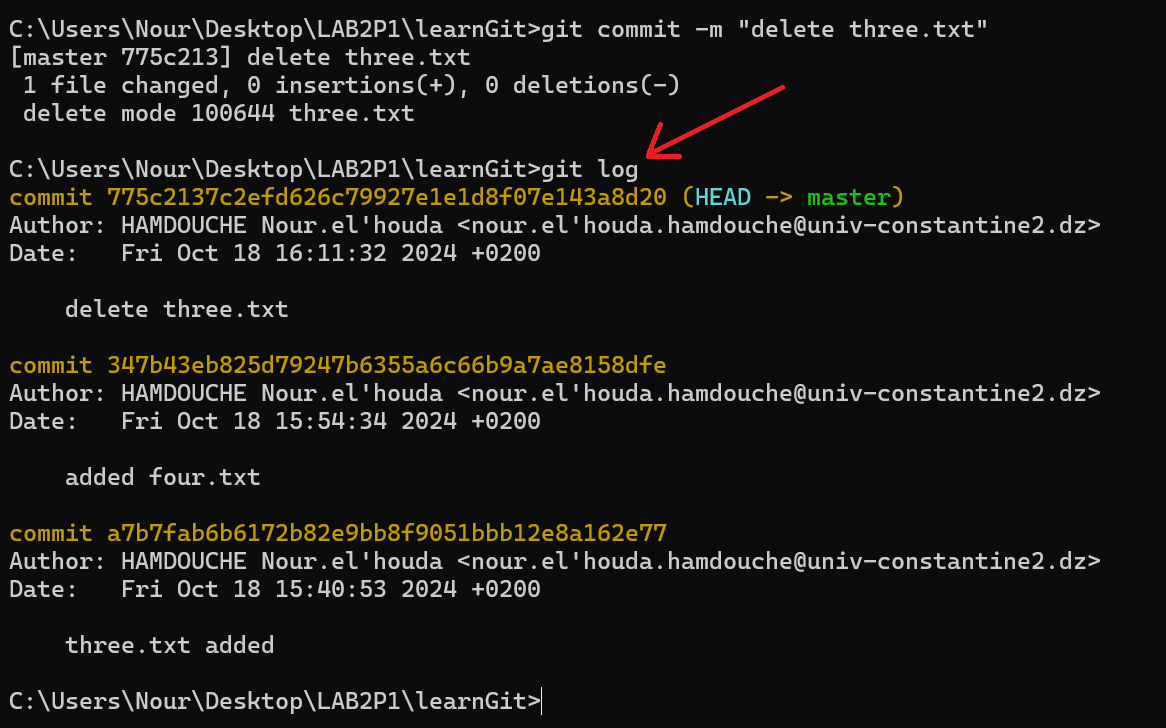 C:\Users\Nour\Desktop\LAB2P1\learnGit>git commit -m "delete three.txt"
[master 775c213] delete three.txt
 1 file changed, 0 insertions(+), 0 deletions(-)
 delete mode 100644 three.txt
C:\Users\Nour\Desktop\LAB2P1\learnGit>git log
commit 775c2137c2efd626c79927e1e1d8f07e143a8d20 (HEAD -> master)
Author: HAMDOUCHE Nour.el'houda <nour.el'houda.hamdouche@univ-constantine2.dz>
Date:   Fri Oct 18 16:11:32 2024 +0200
    delete three.txt
commit 347b43eb825d79247b6355a6c66b9a7ae8158dfe
Author: HAMDOUCHE Nour.el'houda <nour.el'houda.hamdouche@univ-constantine2.dz>
Date:   Fri Oct 18 15:54:34 2024 +0200
    added four.txt
commit a7b7fab6b6172b82e9bb8f9051bbb12e8a162e77
Author: HAMDOUCHE Nour.el'houda <nour.el'houda.hamdouche@univ-constantine2.dz>
Date:   Fri Oct 18 15:40:53 2024 +0200
    three.txt added
C:\Users\Nour\Desktop\LAB2P1\learnGit>